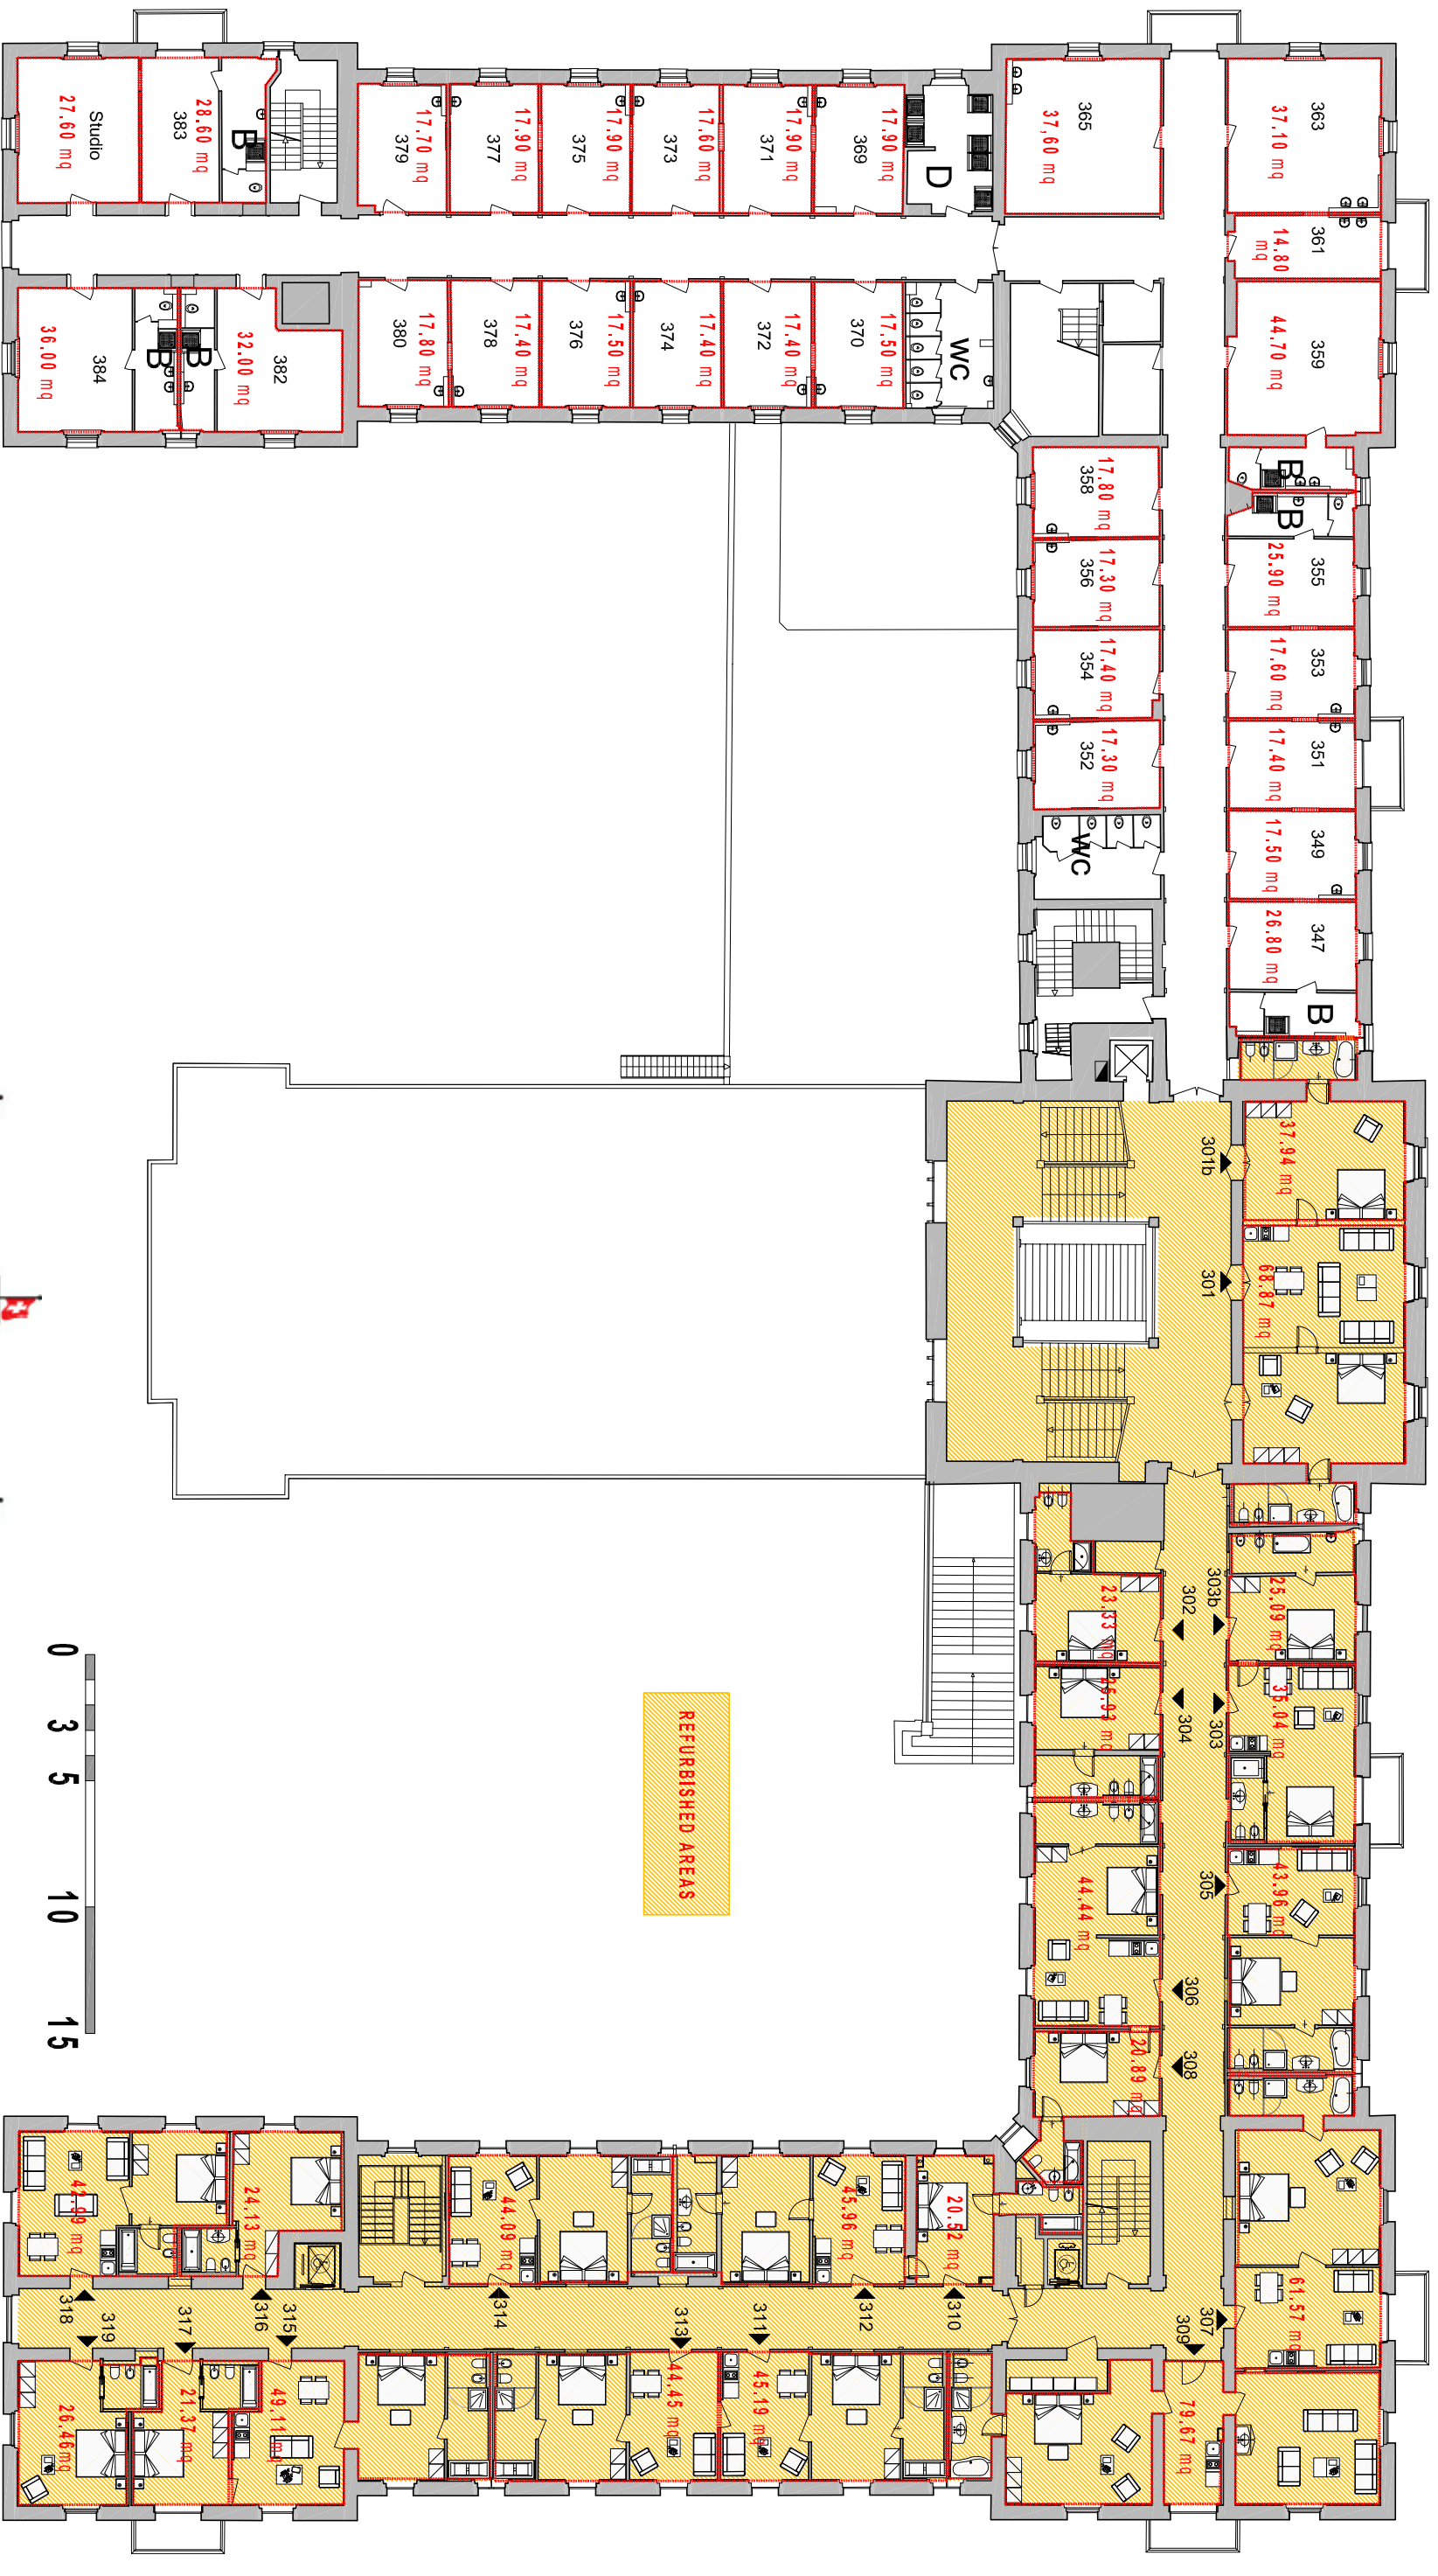 Studio
27.60 mq
383
28.60 mq
B
379
17.70 mq
377
17.90 mq
375
17.90 mq
373
17.60 mq
371
17.90 mq
369
17.90 mq
D
365
37,60 mq
363
37.10 mq
361
14.80
mq
359
44.70 mq
384
36.00 mq
B
B
382
32.00 mq
380
17.80 mq
378
17.40 mq
376
17.50 mq
374
17.40 mq
372
17.40 mq
370
17.50 mq
WC
358
17.80 mq
356
17.30 mq
354
17.40 mq
352
17.30 mq
WC
B
B
355
25.90 mq
353
17.60 mq
351
17.40 mq
349
17.50 mq
347
26.80 mq
B
301b
37.94 mq
301
68.87 mq
302
23.33 mq
303b
25.09 mq
304
303
35.04 mq
305
43.96 mq
306
44.44 mq
308
20.89 mq
307
61.57 mq
309
79.67 mq
310
20.52 mq
312
45.96 mq
311
45.19 mq
313
44.45 mq
314
44.09 mq
315
49.11 mq
316
24.13 mq
317
21.37 mq
318
319
26.46mq
REFURBISHED AREAS
0
3
5
10
15